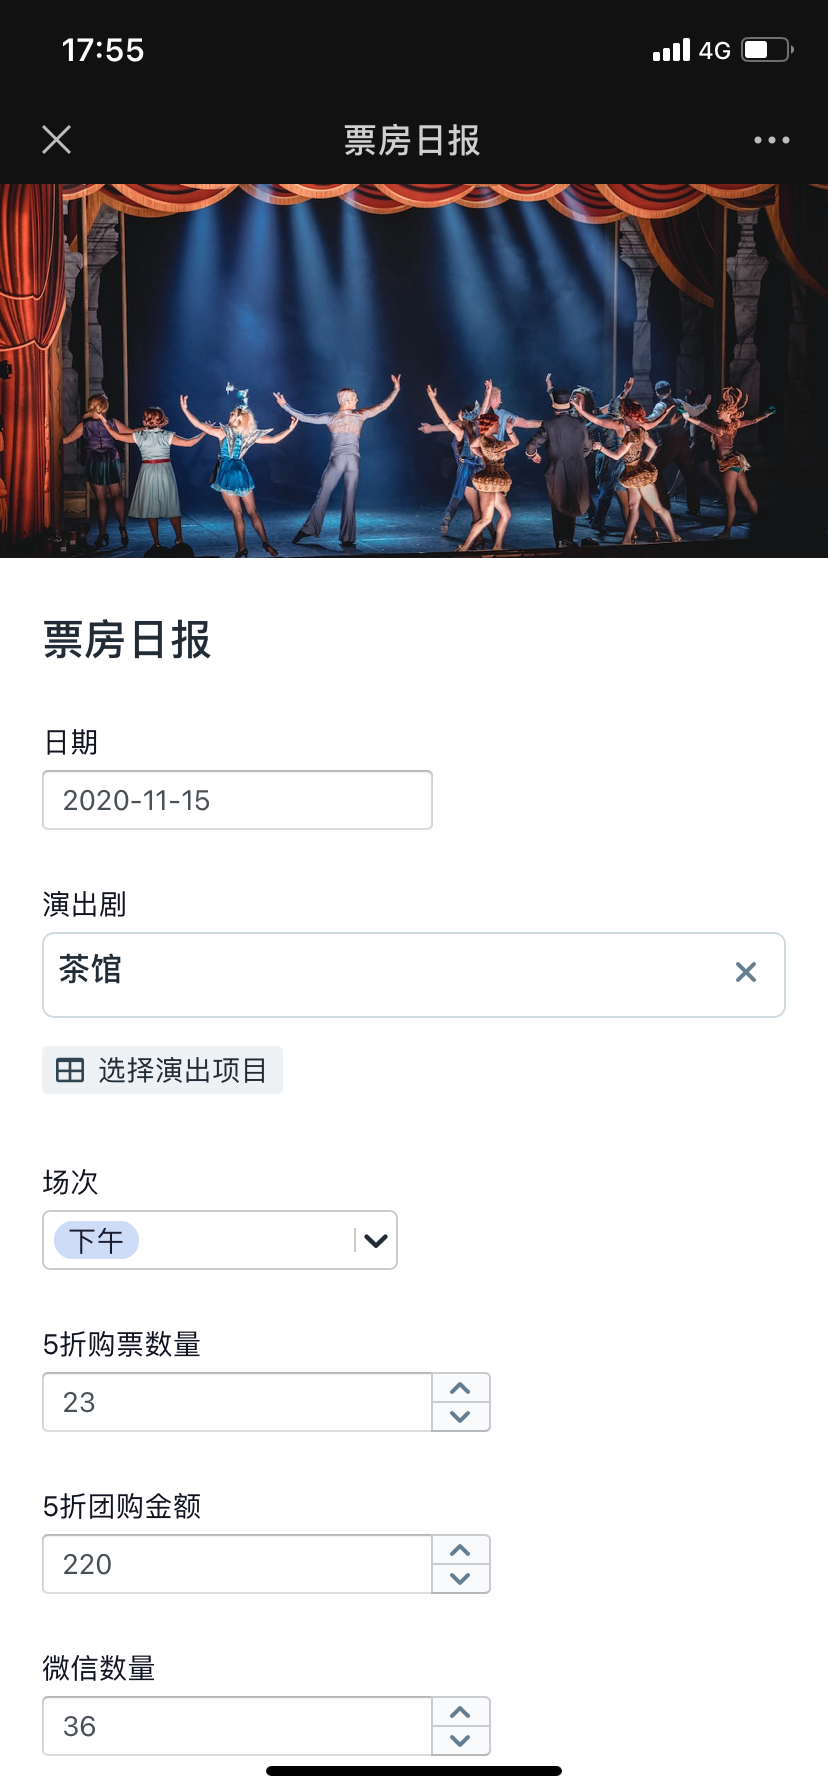 17:55
4G
票房日报
票房日报
日期
2020-11-15
演出剧
茶馆
选择演出项目
场次
下午
5折购票数量
23
5折团购金额
220
微信数量
36